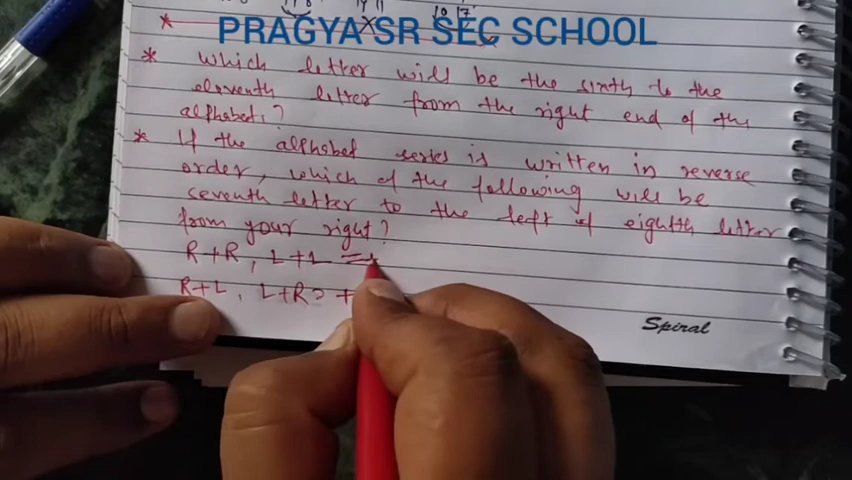 PRAGYA SR SEC SCHOOL
* Which letter will be the sixth to the
eleventh letter from the right end of the
alphabet?
* If the alphabet series is written in reverse
order, which of the following will be
seventh letter to the left of eighth letter
from your right?
R+R, L+L =
R+L, L+R = +
Spiral